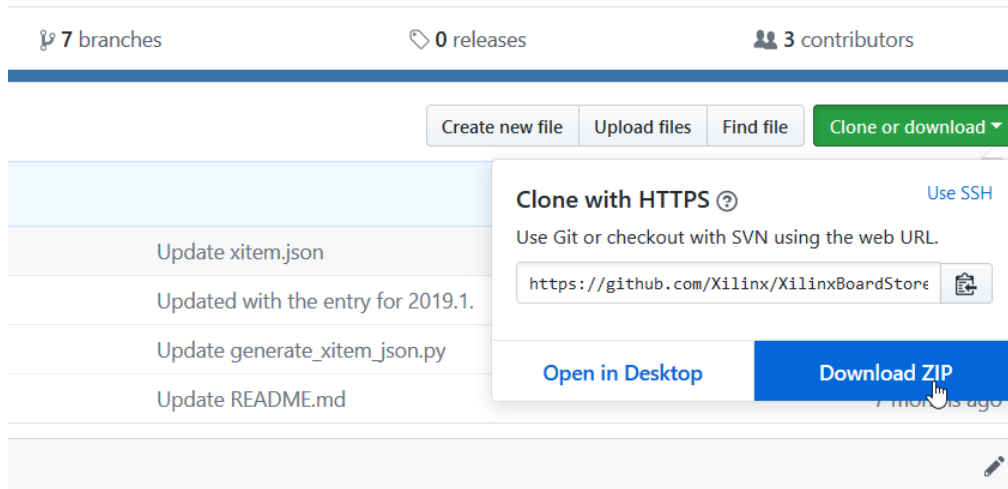 7 branches
0 releases
3 contributors
Create new file
Upload files
Find file
Clone or download
Clone with HTTPS
Use SSH
Use Git or checkout with SVN using the web URL.
https://github.com/Xilinx/XilinxBoardStore
Open in Desktop
Download ZIP
Update xitem.json
Updated with the entry for 2019.1.
Update generate_xitem_json.py
Update README.md
7 months ago